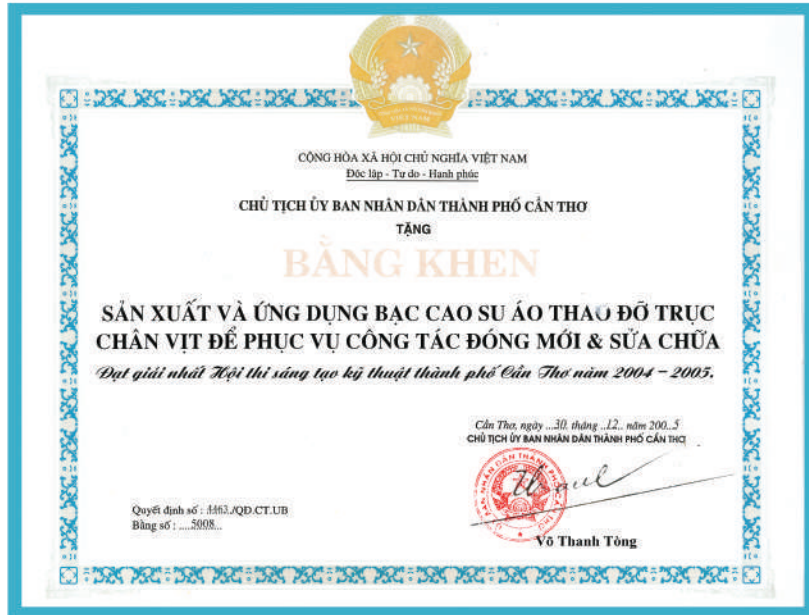 CỘNG HÒA XÃ HỘI CHỦ NGHĨA VIỆT NAM
Độc lập - Tự do - Hạnh phúc
CHỦ TỊCH ỦY BAN NHÂN DÂN THÀNH PHỐ CẦN THƠ
TẶNG
BẰNG KHEN
SẢN XUẤT VÀ ỨNG DỤNG BẠC CAO SU ÁO THAO ĐỠ TRỤC
CHÂN VỊT ĐỂ PHỤC VỤ CÔNG TÁC ĐÓNG MỚI & SỬA CHỮA
Đạt giải nhất Hội thi sáng tạo kỹ thuật thành phố Cần Thơ năm 2004 – 2005.
Cần Thơ, ngày ...30. tháng ..12.. năm 200..5
CHỦ TỊCH ỦY BAN NHÂN DÂN THÀNH PHỐ CẦN THƠ
Quyết định số : /QD.CT.UB
Bằng số : ....5008...
Võ Thanh Tòng